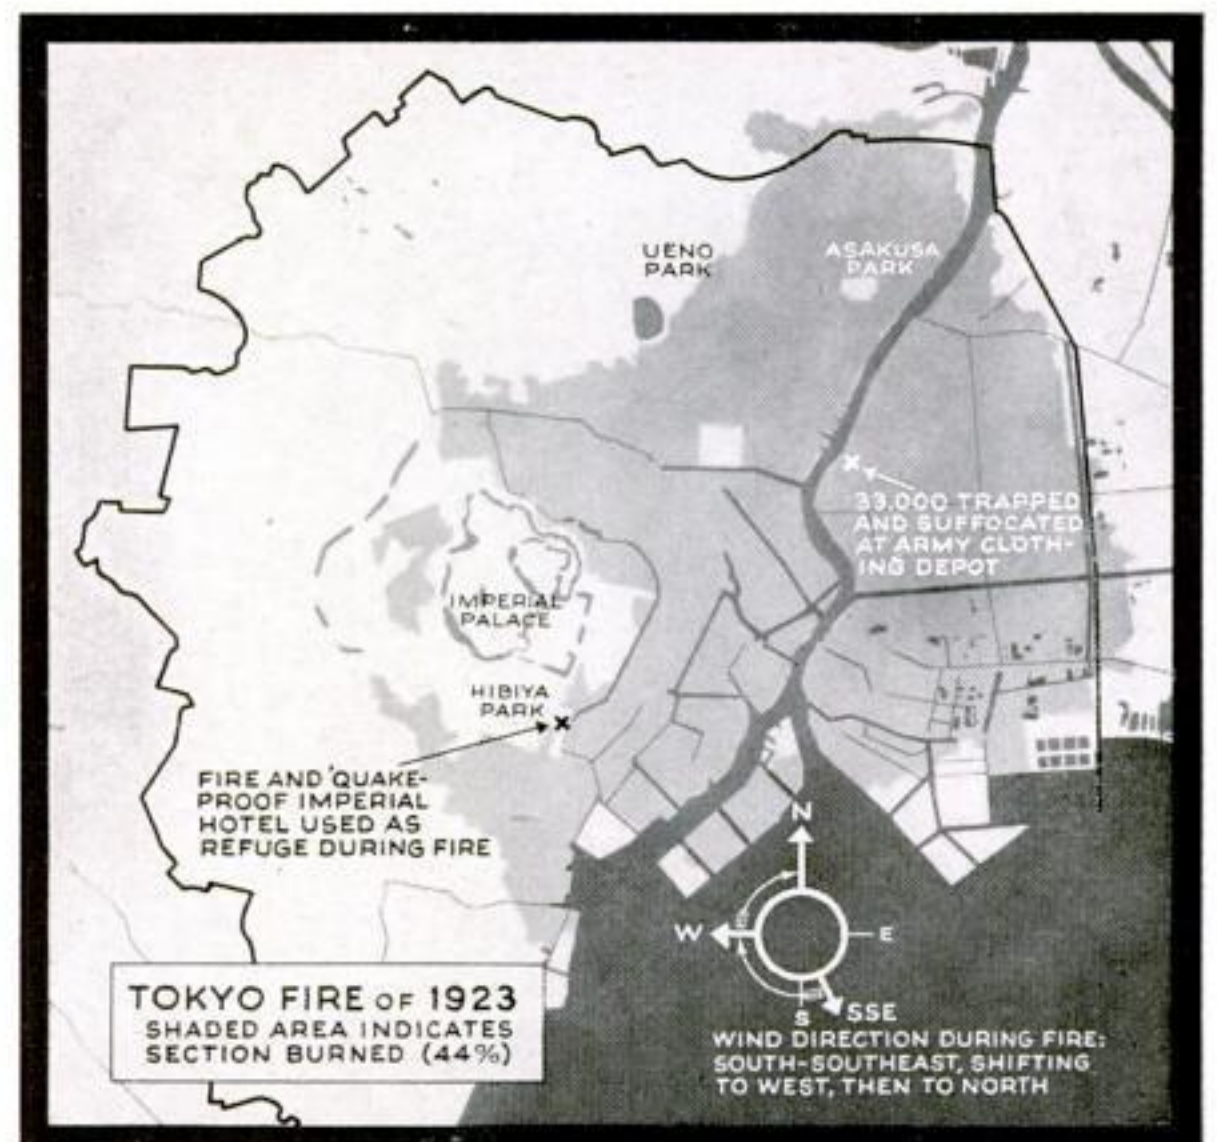 UENO
PARK
ASAKUSA
PARK
33,000 TRAPPED
AND SUFFOCATED
AT ARMY CLOTH-
ING DEPOT
IMPERIAL
PALACE
HIBIYA
PARK
FIRE AND 'QUAKE-
PROOF IMPERIAL
HOTEL USED AS
REFUGE DURING FIRE
N
W
E
S
SSE
TOKYO FIRE OF 1923
SHADED AREA INDICATES
SECTION BURNED (44%)
WIND DIRECTION DURING FIRE:
SOUTH-SOUTHEAST, SHIFTING
TO WEST, THEN TO NORTH